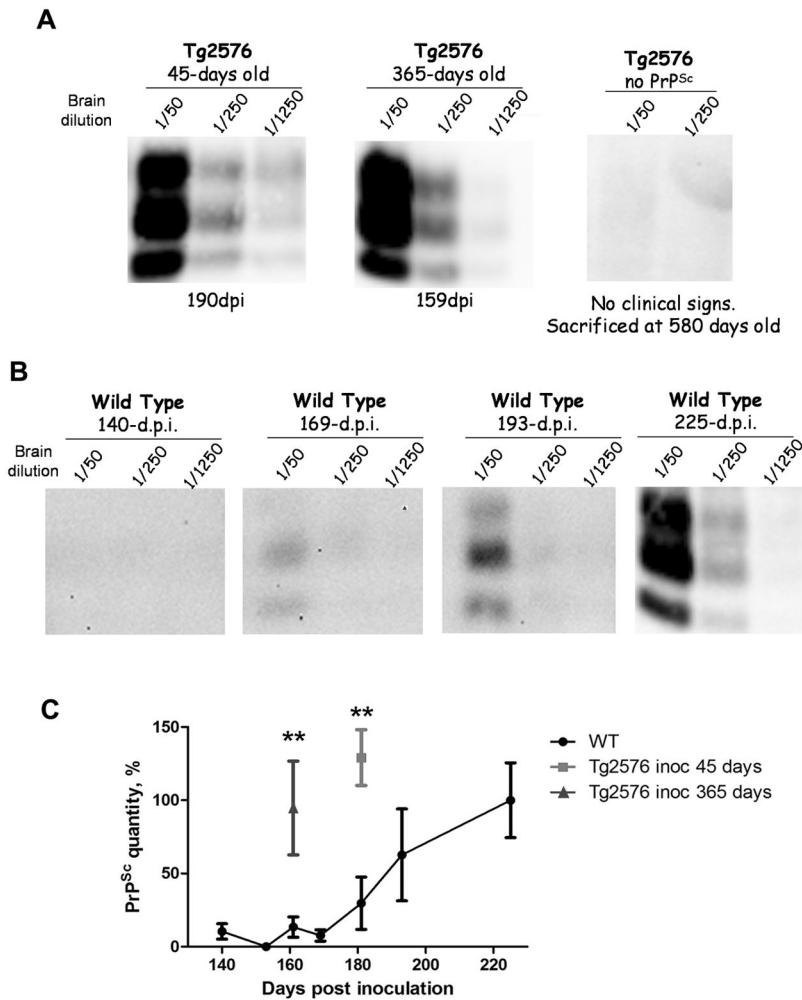 A
Tg2576
45-days old
Tg2576
365-days old
Tg2576
no PrPSc
Brain
dilution
1/50 1/250 1/1250
1/50 1/250 1/1250
1/50 1/250
190dpi
159dpi
No clinical signs.
Sacrificed at 580 days old
B
Wild Type
140-d.p.i.
Wild Type
169-d.p.i.
Wild Type
193-d.p.i.
Wild Type
225-d.p.i.
Brain
dilution
1/50 1/250 1/1250
1/50 1/250 1/1250
1/50 1/250 1/1250
1/50 1/250 1/1250
C
PrPSc quantity, %
150
100
50
0
** **
140 160 180 200 220
Days post inoculation
WT
Tg2576 inoc 45 days
Tg2576 inoc 365 days